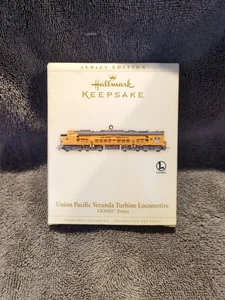 SERIES EDITION
Hallmark
KEEPSAKE
Union Pacific Veranda Turbine Locomotive
LIONEL® Trains